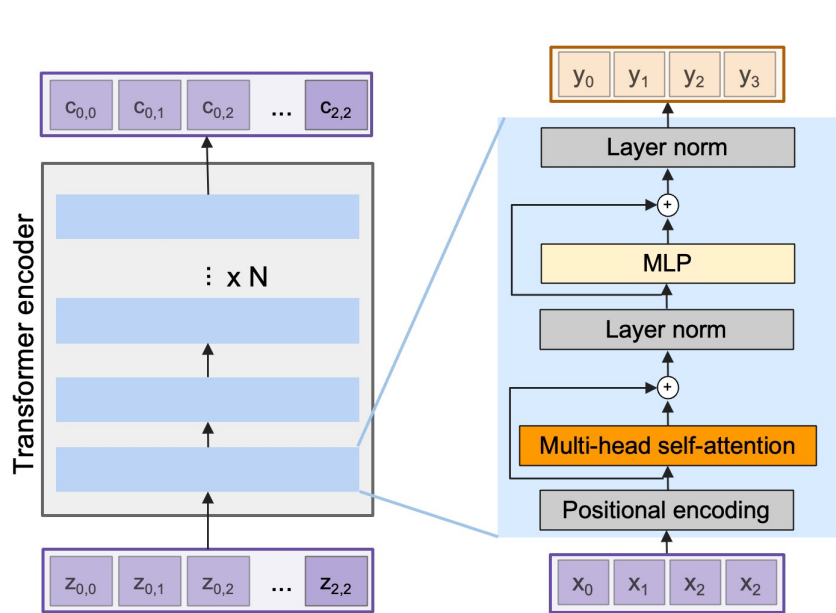 c0,0 c0,1 c0,2 ... c2,2
Transformer encoder
⋮ x N
z0,0 z0,1 z0,2 ... z2,2
y0 y1 y2 y3
Layer norm
+
MLP
Layer norm
+
Multi-head self-attention
Positional encoding
x0 x1 x2 x2